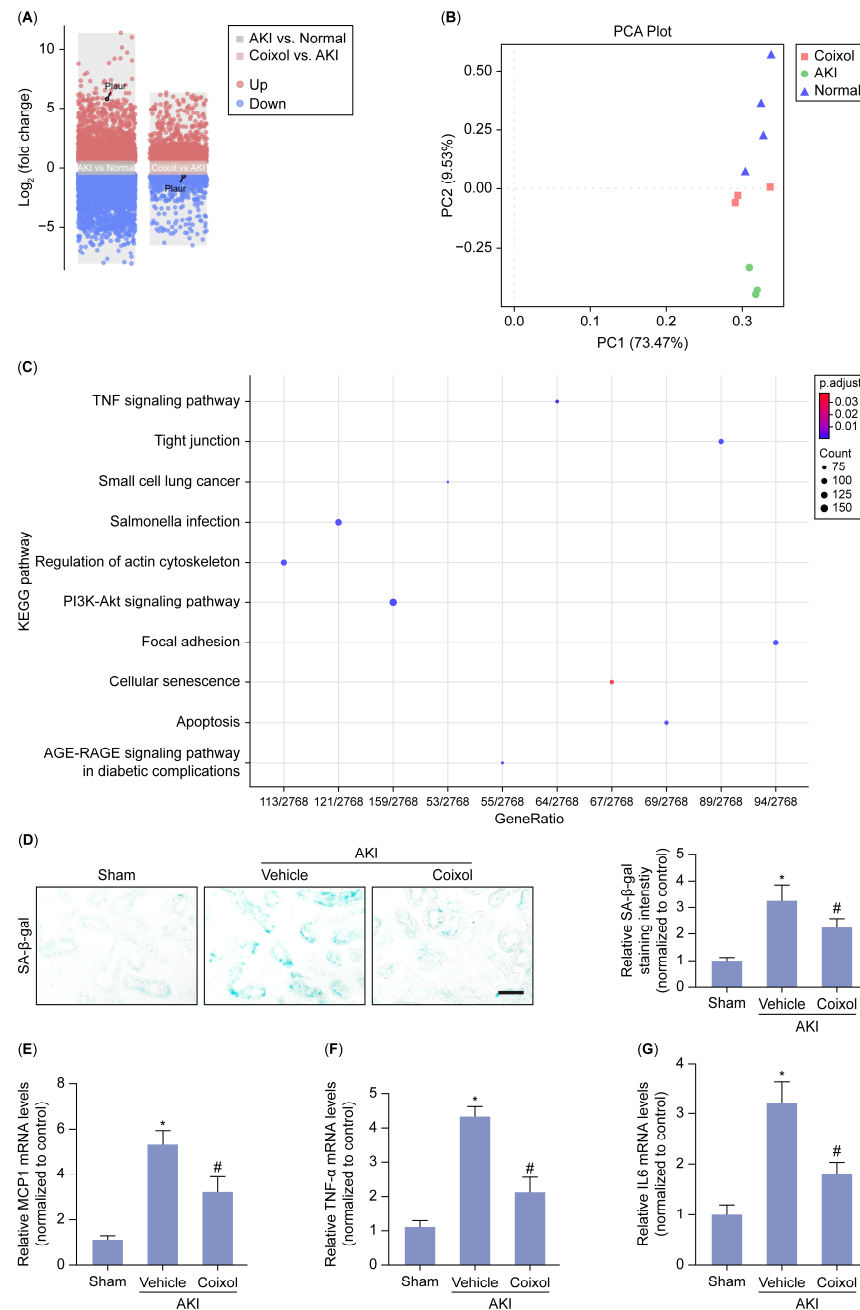 (A)
10
5
0
−5
Log2 (fold change)
Plaur
AKI vs Normal
Coixol vs AKI
Plaur
AKI vs. Normal
Coixol vs. AKI
Up
Down
(B)
PCA Plot
0.50
0.25
0.00
−0.25
PC2 (9.53%)
0.0
0.1
0.2
0.3
PC1 (73.47%)
Coixol
AKI
Normal
(C)
KEGG pathway
TNF signaling pathway
Tight junction
Small cell lung cancer
Salmonella infection
Regulation of actin cytoskeleton
PI3K-Akt signaling pathway
Focal adhesion
Cellular senescence
Apoptosis
AGE-RAGE signaling pathway
in diabetic complications
113/2768 121/2768 159/2768 53/2768 55/2768 64/2768 67/2768 69/2768 89/2768 94/2768
GeneRatio
p.adjust
0.03
0.02
0.01
Count
75
100
125
150
(D)
AKI
Sham
Vehicle
Coixol
SA-β-gal
Relative SA-β-gal
staining intenstiy
(normalized to control)
5
4
3
2
1
0
*
#
Sham
Vehicle
Coixol
AKI
(E)
Relative MCP1 mRNA levels
(normalized to control)
8
6
4
2
0
*
#
Sham
Vehicle
Coixol
AKI
(F)
Relative TNF-α mRNA levels
(normalized to control)
5
4
3
2
1
0
*
#
Sham
Vehicle
Coixol
AKI
(G)
Relative IL6 mRNA levels
(normalized to control)
4
3
2
1
0
*
#
Sham
Vehicle
Coixol
AKI